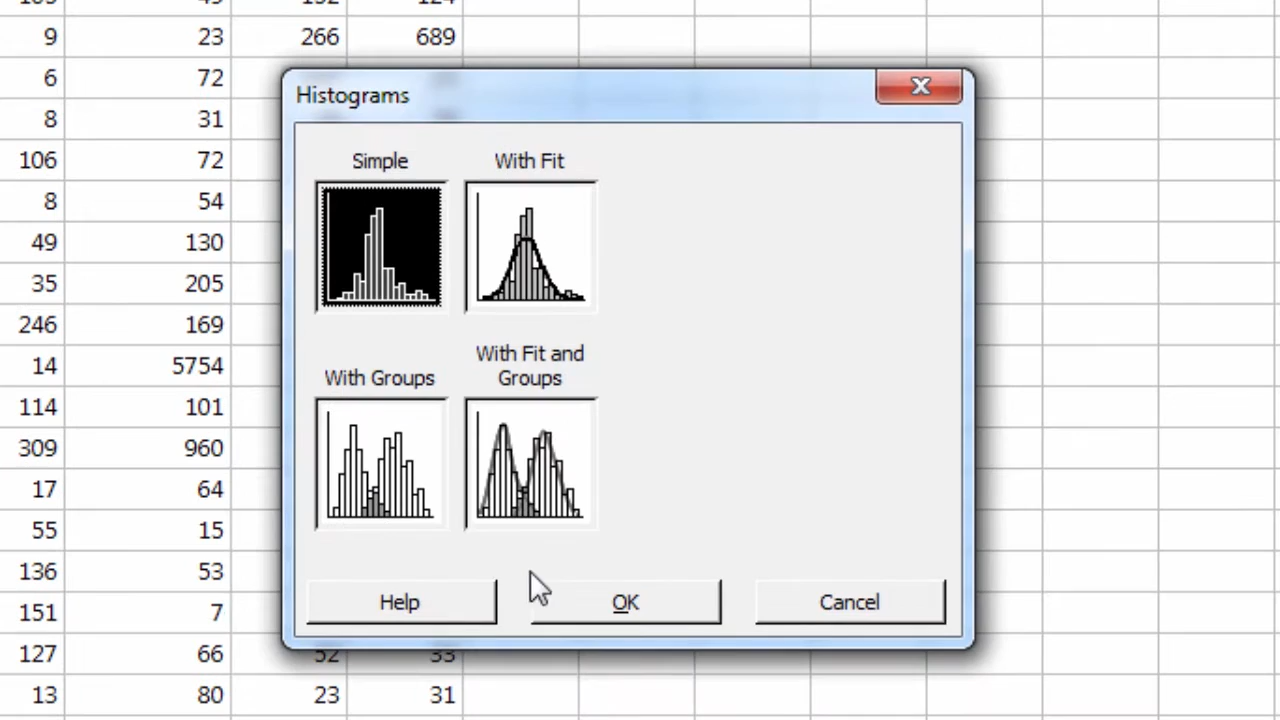 9 23 266 689
Histograms
6 72
8 31
Simple With Fit
106 72
8 54
49 130
35 205
246 169
With Fit and
With Groups Groups
14 5754
114 101
309 960
17 64
55 15
136 53
Help OK Cancel
151 7
127 66 52 33
13 80 23 31